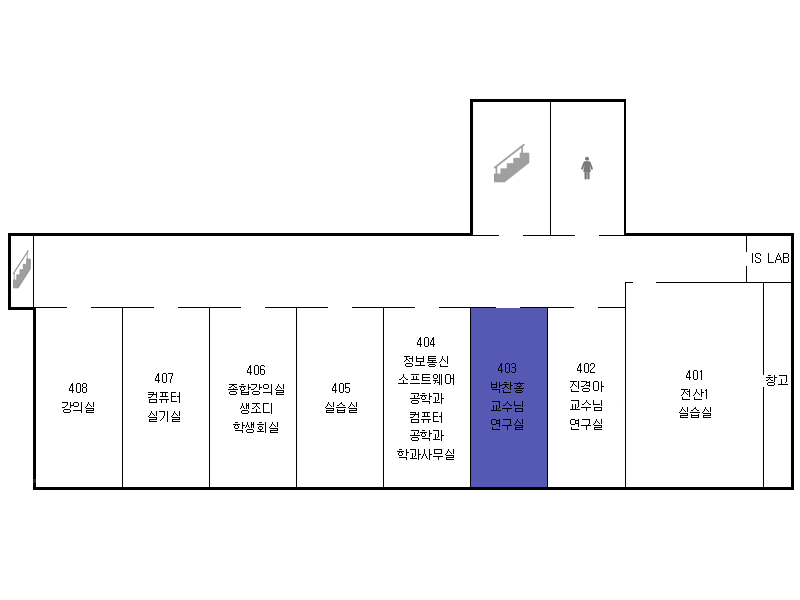 IS LAB
408
강의실
407
컴퓨터
실기실
406
종합강의실
생조디
학생회실
405
실습실
404
정보통신
소프트웨어
공학과
컴퓨터
공학과
학과사무실
403
박찬홍
교수님
연구실
402
진경아
교수님
연구실
401
전산1
실습실
창고